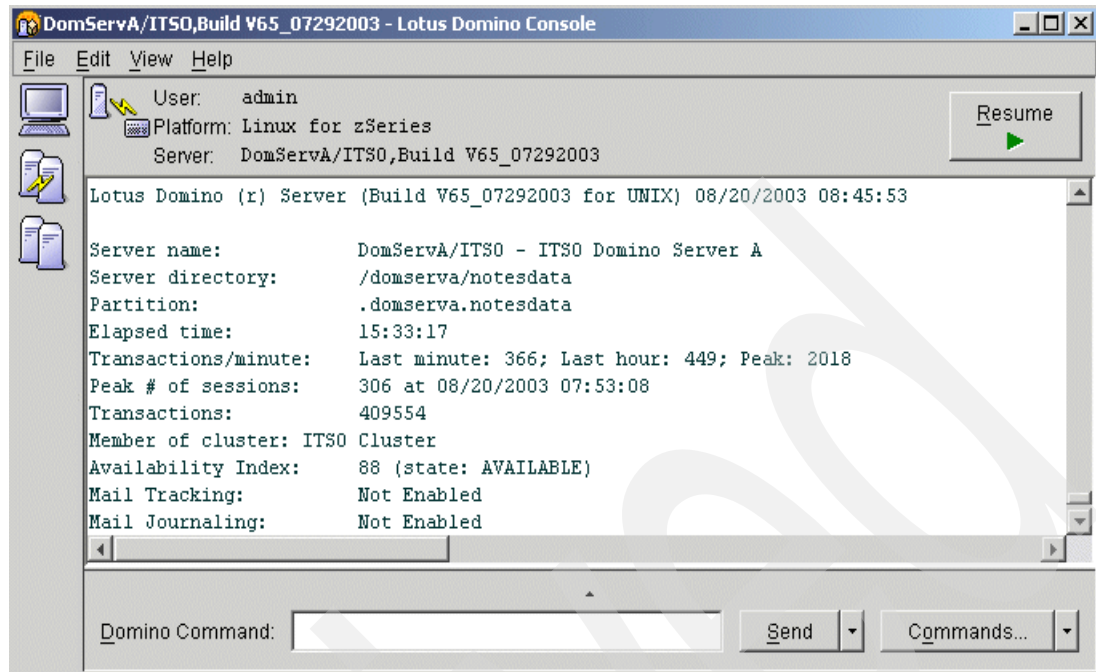 DomServA/ITSO,Build V65_07292003 - Lotus Domino Console
File Edit View Help
User: admin
Platform: Linux for zSeries
Server: DomServA/ITSO,Build V65_07292003
Resume
Lotus Domino (r) Server (Build V65_07292003 for UNIX) 08/20/2003 08:45:53
Server name: DomServA/ITSO - ITSO Domino Server A
Server directory: /domserva/notesdata
Partition: .domserva.notesdata
Elapsed time: 15:33:17
Transactions/minute: Last minute: 366; Last hour: 449; Peak: 2018
Peak # of sessions: 306 at 08/20/2003 07:53:08
Transactions: 409554
Member of cluster: ITSO Cluster
Availability Index: 88 (state: AVAILABLE)
Mail Tracking: Not Enabled
Mail Journaling: Not Enabled
Domino Command:
Send
Commands...